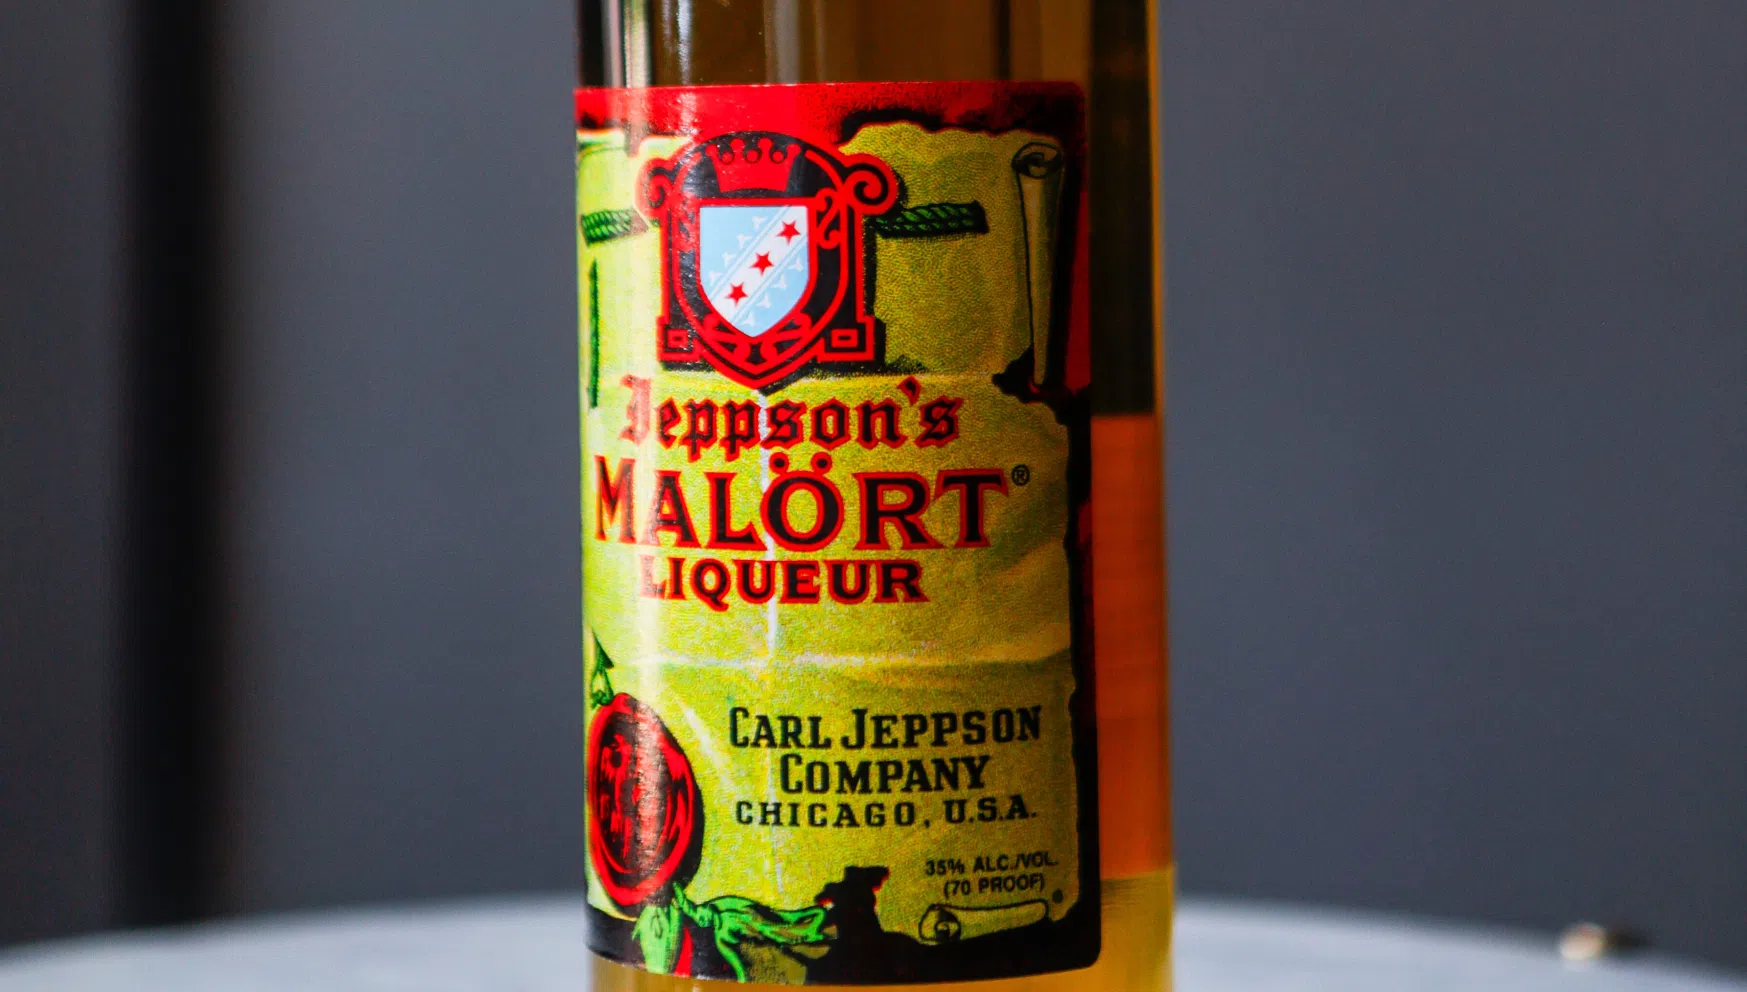 Jeppson's
MALÖRT®
LIQUEUR
CARL JEPPSON
COMPANY
CHICAGO, U.S.A.
35% ALC./VOL.
(70 PROOF)